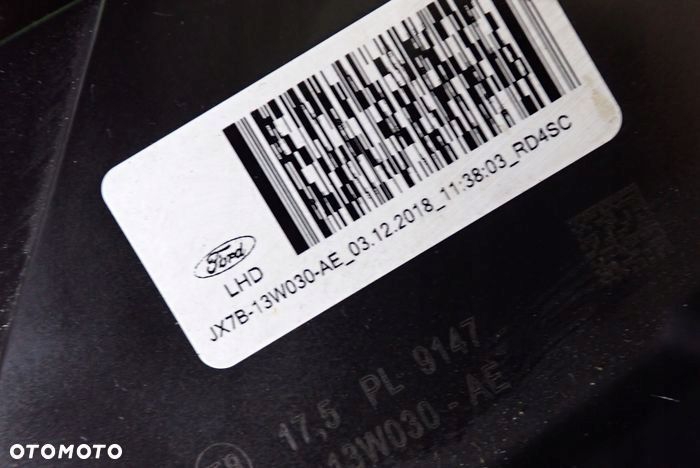 Ford
LHD
JX7B-13W030-AE_03.12.2018_11:38:03_RD4SC
17,5 PL 9147
13W030-AE
OTOMOTO